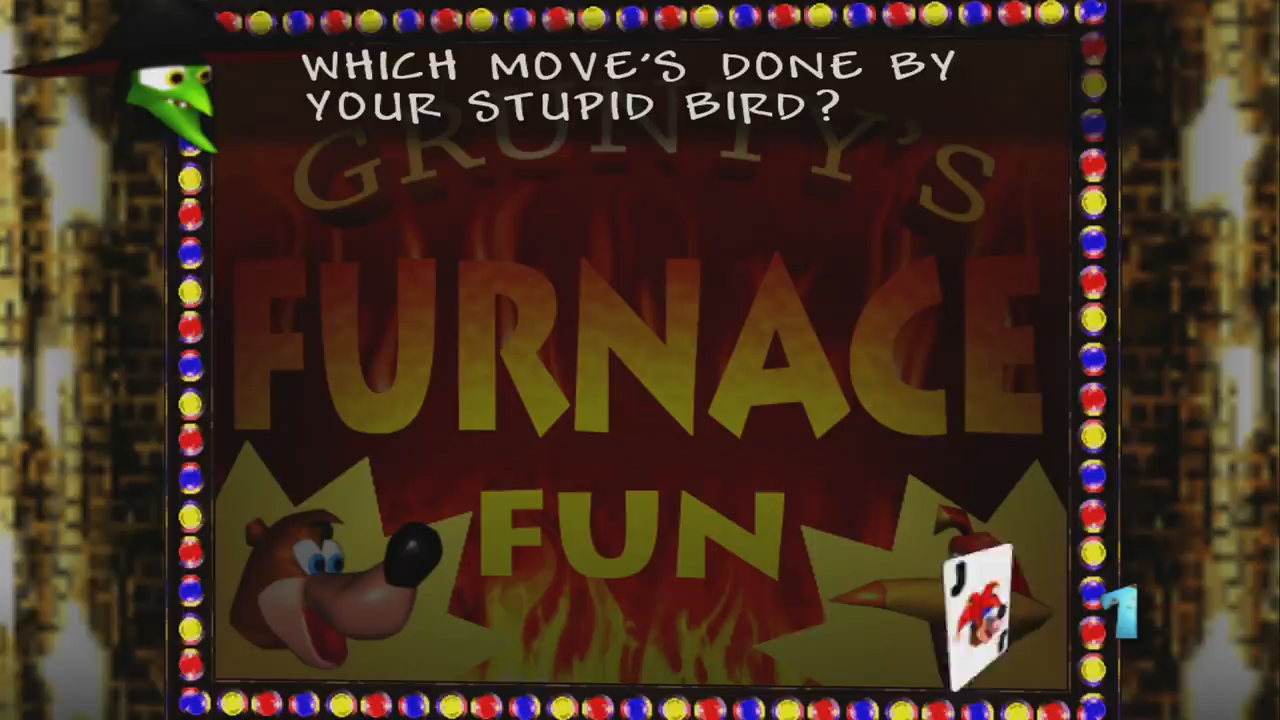 WHICH MOVE'S DONE BY
YOUR STUPID BIRD?
GRUNTY'S
FURNACE
FUN
J
1